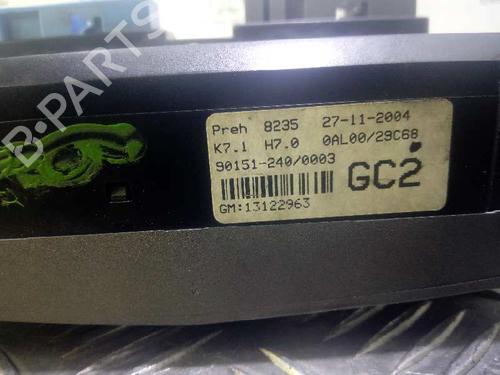 B-PARTS
Preh 8235 27-11-2004
K7.1 H7.0 0AL00/29C68
90151-240/0003
GC2
GM:13122963